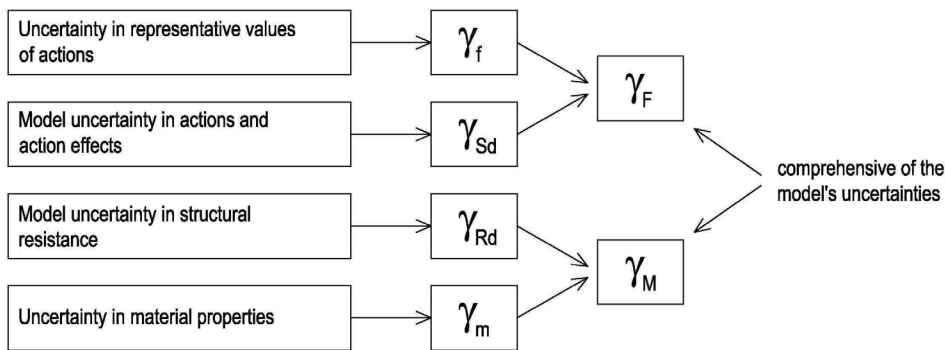 Uncertainty in representative values
of actions
γf
Model uncertainty in actions and
action effects
γSd
γF
comprehensive of the
model's uncertainties
Model uncertainty in structural
resistance
γRd
γM
Uncertainty in material properties
γm